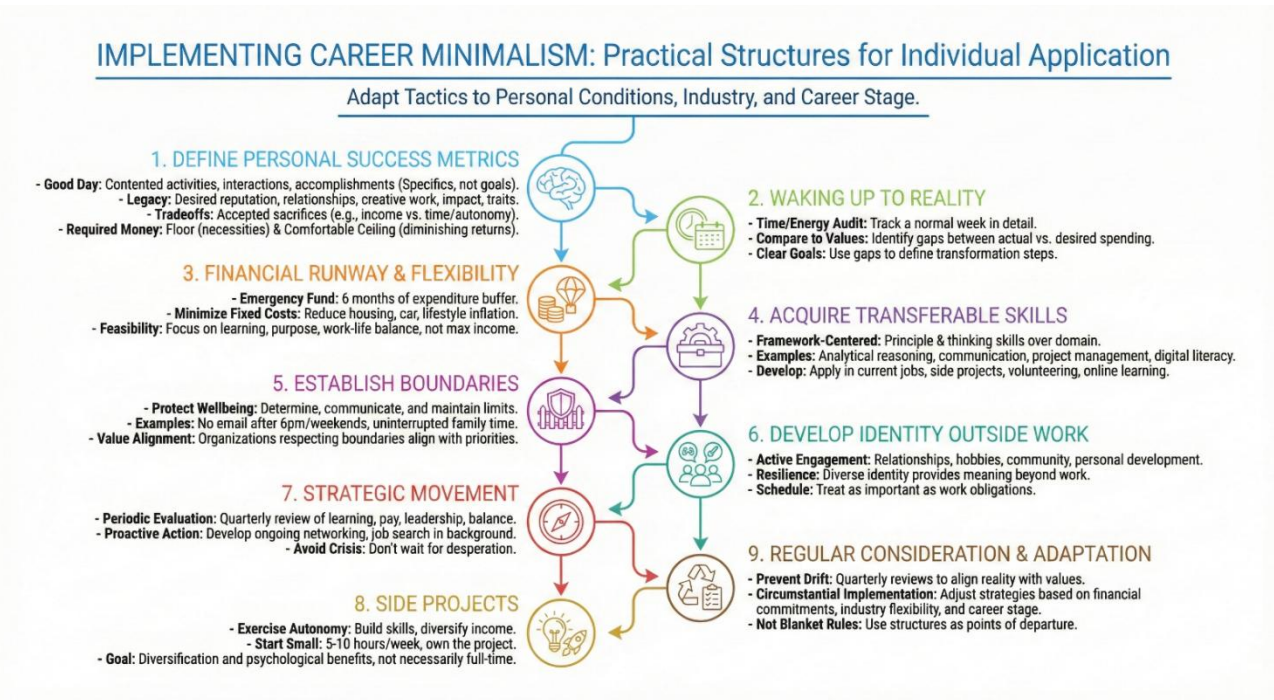 IMPLEMENTING CAREER MINIMALISM: Practical Structures for Individual Application
Adapt Tactics to Personal Conditions, Industry, and Career Stage.
1. DEFINE PERSONAL SUCCESS METRICS
- Good Day: Contented activities, interactions, accomplishments (Specifics, not goals).
- Legacy: Desired reputation, relationships, creative work, impact, traits.
- Tradeoffs: Accepted sacrifices (e.g., income vs. time/autonomy).
- Required Money: Floor (necessities) & Comfortable Ceiling (diminishing returns).
2. WAKING UP TO REALITY
- Time/Energy Audit: Track a normal week in detail.
- Compare to Values: Identify gaps between actual vs. desired spending.
- Clear Goals: Use gaps to define transformation steps.
3. FINANCIAL RUNWAY & FLEXIBILITY
- Emergency Fund: 6 months of expenditure buffer.
- Minimize Fixed Costs: Reduce housing, car, lifestyle inflation.
- Feasibility: Focus on learning, purpose, work-life balance, not max income.
4. ACQUIRE TRANSFERABLE SKILLS
- Framework-Centered: Principle & thinking skills over domain.
- Examples: Analytical reasoning, communication, project management, digital literacy.
- Develop: Apply in current jobs, side projects, volunteering, online learning.
5. ESTABLISH BOUNDARIES
- Protect Wellbeing: Determine, communicate, and maintain limits.
- Examples: No email after 6pm/weekends, uninterrupted family time.
- Value Alignment: Organizations respecting boundaries align with priorities.
6. DEVELOP IDENTITY OUTSIDE WORK
- Active Engagement: Relationships, hobbies, community, personal development.
- Resilience: Diverse identity provides meaning beyond work.
- Schedule: Treat as important as work obligations.
7. STRATEGIC MOVEMENT
- Periodic Evaluation: Quarterly review of learning, pay, leadership, balance.
- Proactive Action: Develop ongoing networking, job search in background.
- Avoid Crisis: Don't wait for desperation.
8. SIDE PROJECTS
- Exercise Autonomy: Build skills, diversify income.
- Start Small: 5-10 hours/week, own the project.
- Goal: Diversification and psychological benefits, not necessarily full-time.
9. REGULAR CONSIDERATION & ADAPTATION
- Prevent Drift: Quarterly reviews to align reality with values.
- Circumstantial Implementation: Adjust strategies based on financial
commitments, industry flexibility, and career stage.
- Not Blanket Rules: Use structures as points of departure.